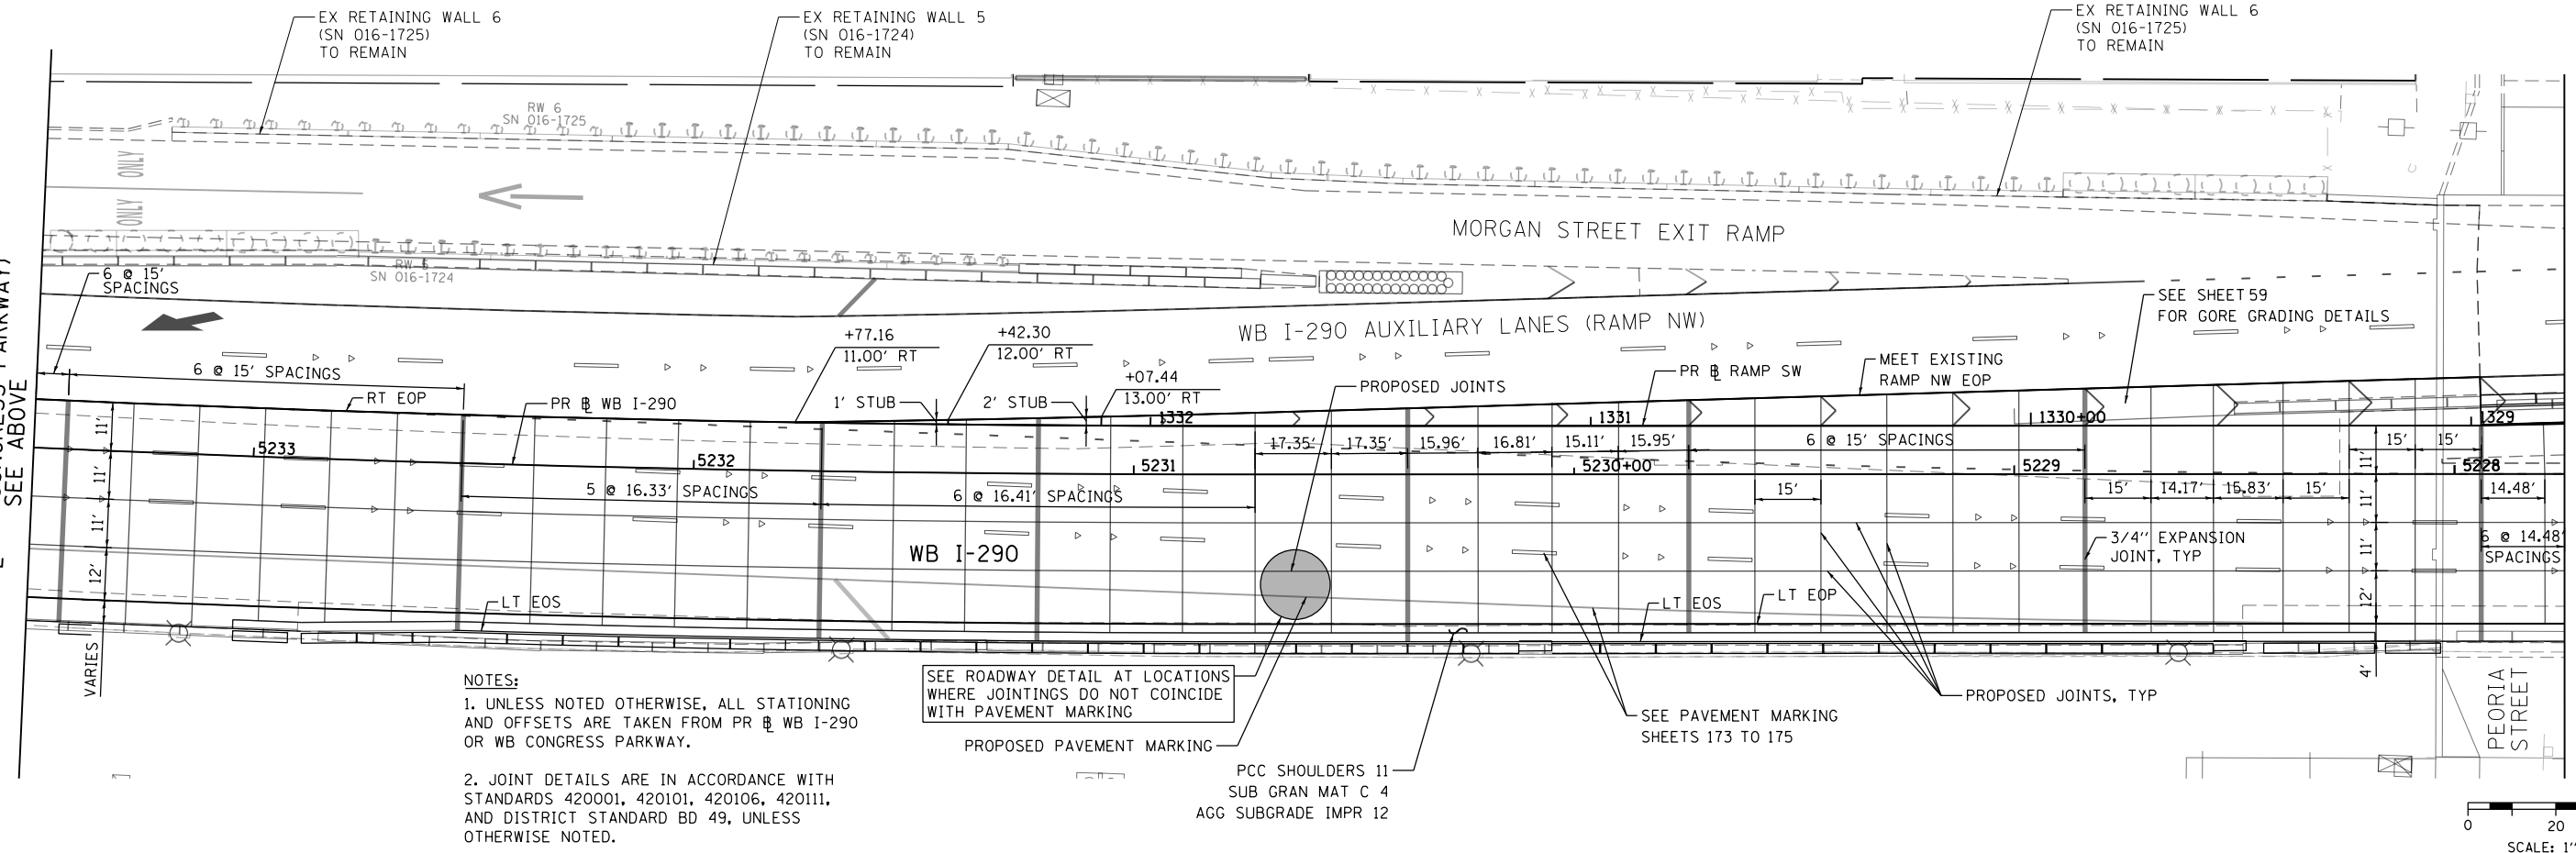 EX RETAINING WALL 6
(SN 016-1725)
TO REMAIN
EX RETAINING WALL 5
(SN 016-1724)
TO REMAIN
EX RETAINING WALL 6
(SN 016-1725)
TO REMAIN
RW 6
SN 016-1725
ONLY
ONLY
MORGAN STREET EXIT RAMP
RW 5
SN 016-1724
6 @ 15'
SPACINGS
SEE ABOVE
SEE SHEET 59
FOR GORE GRADING DETAILS
WB I-290 AUXILIARY LANES (RAMP NW)
+77.16
11.00' RT
+42.30
12.00' RT
+07.44
13.00' RT
6 @ 15' SPACINGS
RT EOP
PR BL WB I-290
1' STUB
2' STUB
PROPOSED JOINTS
PR BL RAMP SW
MEET EXISTING
RAMP NW EOP
1332
1331
1330+00
1329
17.35'
17.35'
15.96'
16.81'
15.11'
15.95'
6 @ 15' SPACINGS
15'
15'
11'
11'
11'
12'
5233
5232
5231
5230+00
5229
5228
5 @ 16.33' SPACINGS
6 @ 16.41' SPACINGS
15'
15'
14.17'
15.83'
15'
14.48'
11'
11'
11'
12'
4'
6 @ 14.48'
SPACINGS
WB I-290
3/4" EXPANSION
JOINT, TYP
LT EOS
LT EOS
LT EOP
VARIES
NOTES:
1. UNLESS NOTED OTHERWISE, ALL STATIONING
AND OFFSETS ARE TAKEN FROM PR BL WB I-290
OR WB CONGRESS PARKWAY.
2. JOINT DETAILS ARE IN ACCORDANCE WITH
STANDARDS 420001, 420101, 420106, 420111,
AND DISTRICT STANDARD BD 49, UNLESS
OTHERWISE NOTED.
SEE ROADWAY DETAIL AT LOCATIONS
WHERE JOINTINGS DO NOT COINCIDE
WITH PAVEMENT MARKING
PROPOSED PAVEMENT MARKING
PCC SHOULDERS 11
SUB GRAN MAT C 4
AGG SUBGRADE IMPR 12
SEE PAVEMENT MARKING
SHEETS 173 TO 175
PROPOSED JOINTS, TYP
PEORIA
STREET
0 20
SCALE: 1"